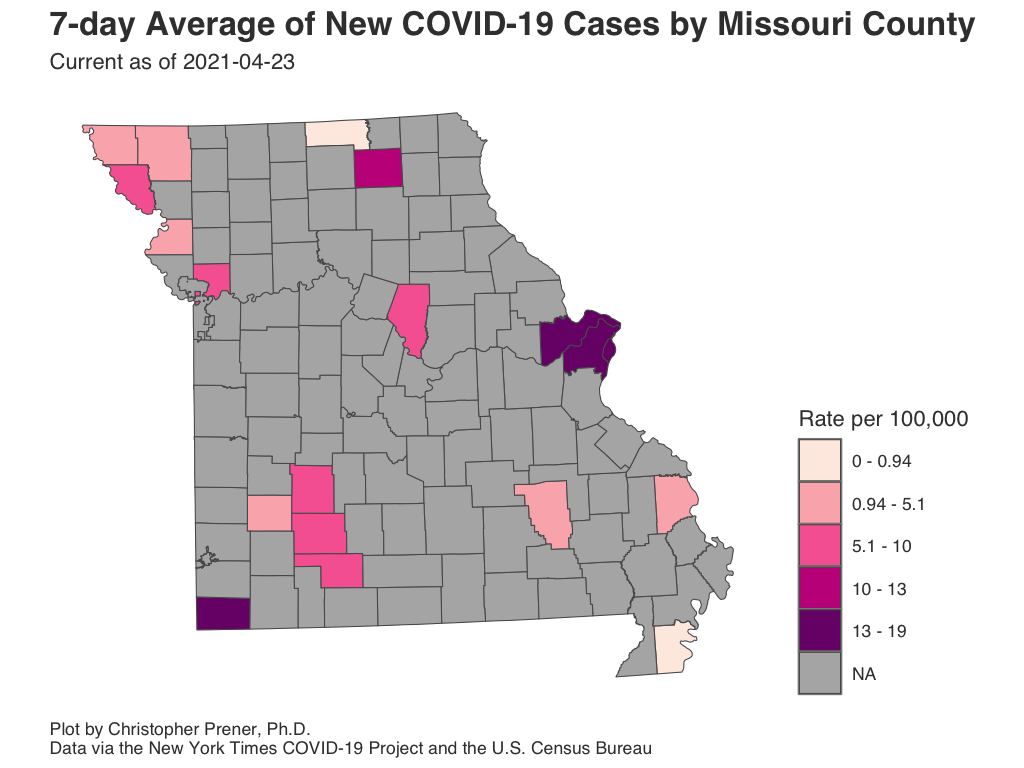 7-day Average of New COVID-19 Cases by Missouri County
Current as of 2021-04-23
Rate per 100,000
0 - 0.94
0.94 - 5.1
5.1 - 10
10 - 13
13 - 19
NA
Plot by Christopher Prener, Ph.D.
Data via the New York Times COVID-19 Project and the U.S. Census Bureau